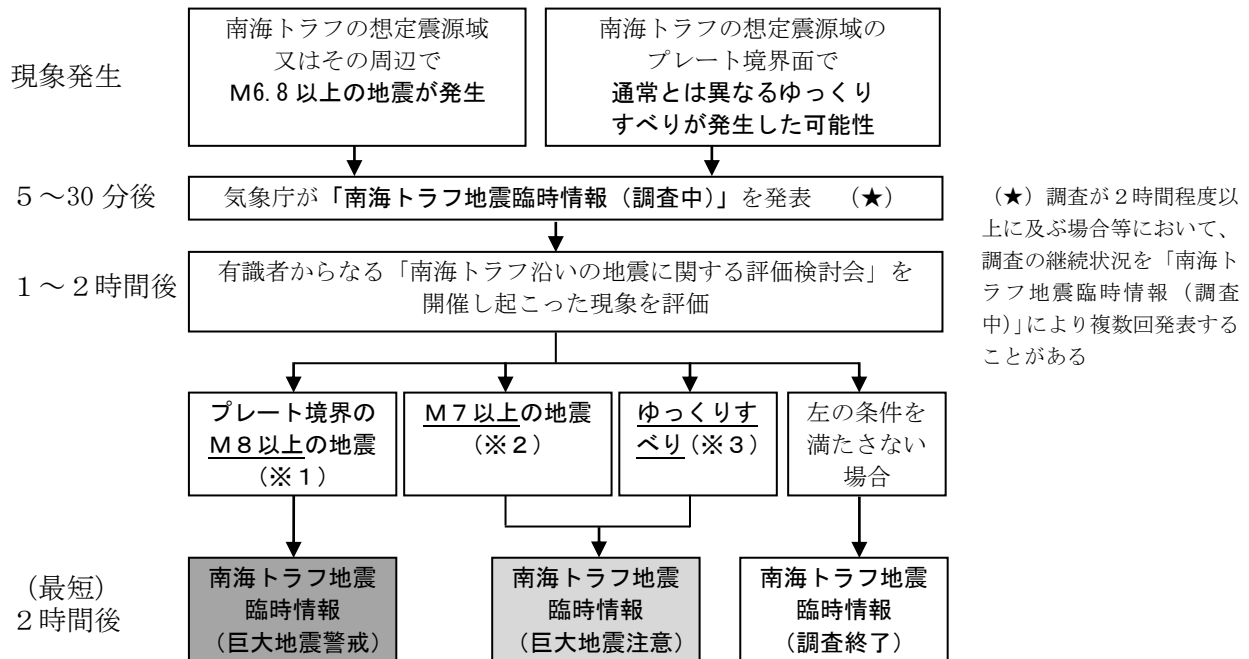 現象発生
南海トラフの想定震源域
又はその周辺で
M6.8 以上の地震が発生
南海トラフの想定震源域の
プレート境界面で
通常とは異なるゆっくり
すべりが発生した可能性
5～30 分後
気象庁が「南海トラフ地震臨時情報（調査中）」を発表　（★）
（★）調査が２時間程度以
上に及ぶ場合等において、
調査の継続状況を「南海ト
ラフ地震臨時情報（調査
中）」により複数回発表する
ことがある
１～２時間後
有識者からなる「南海トラフ沿いの地震に関する評価検討会」を
開催し起こった現象を評価
プレート境界の
Ｍ８以上の地震
（※１）
Ｍ７以上の地震
（※２）
ゆっくりす
べり（※３）
左の条件を
満たさない
場合
（最短）
２時間後
南海トラフ地震
臨時情報
（巨大地震警戒）
南海トラフ地震
臨時情報
（巨大地震注意）
南海トラフ地震
臨時情報
（調査終了）